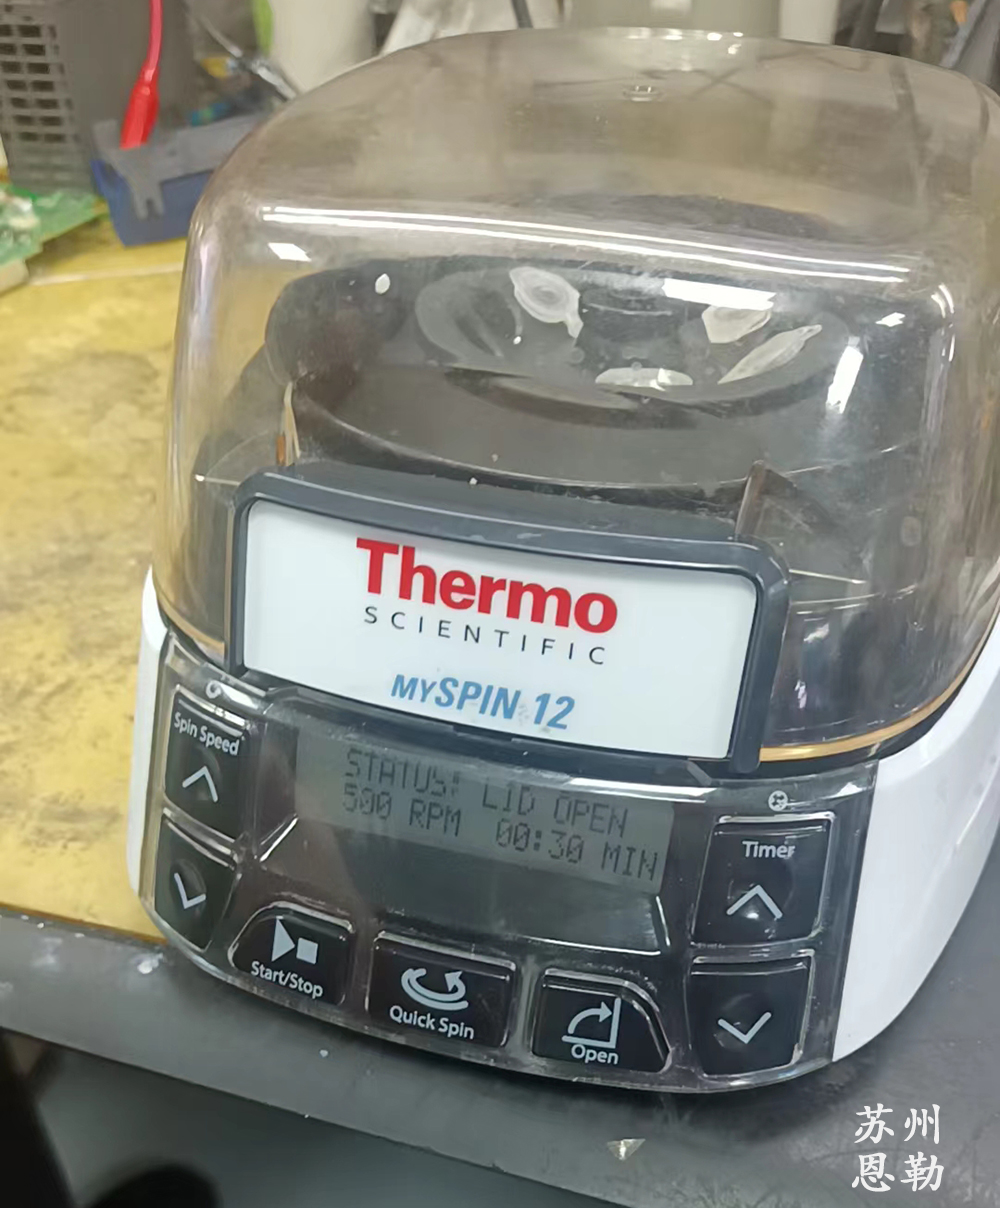 Thermo
SCIENTIFIC
MYSPIN 12
Spin Speed
STATUS: LID OPEN
500 RPM 00:30 MIN
Timer
Start/Stop
Quick Spin
Open
苏州
恩勒